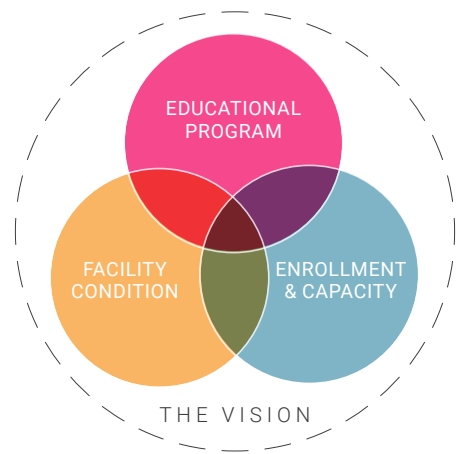 EDUCATIONAL
PROGRAM
FACILITY
CONDITION
ENROLLMENT
& CAPACITY
THE VISION